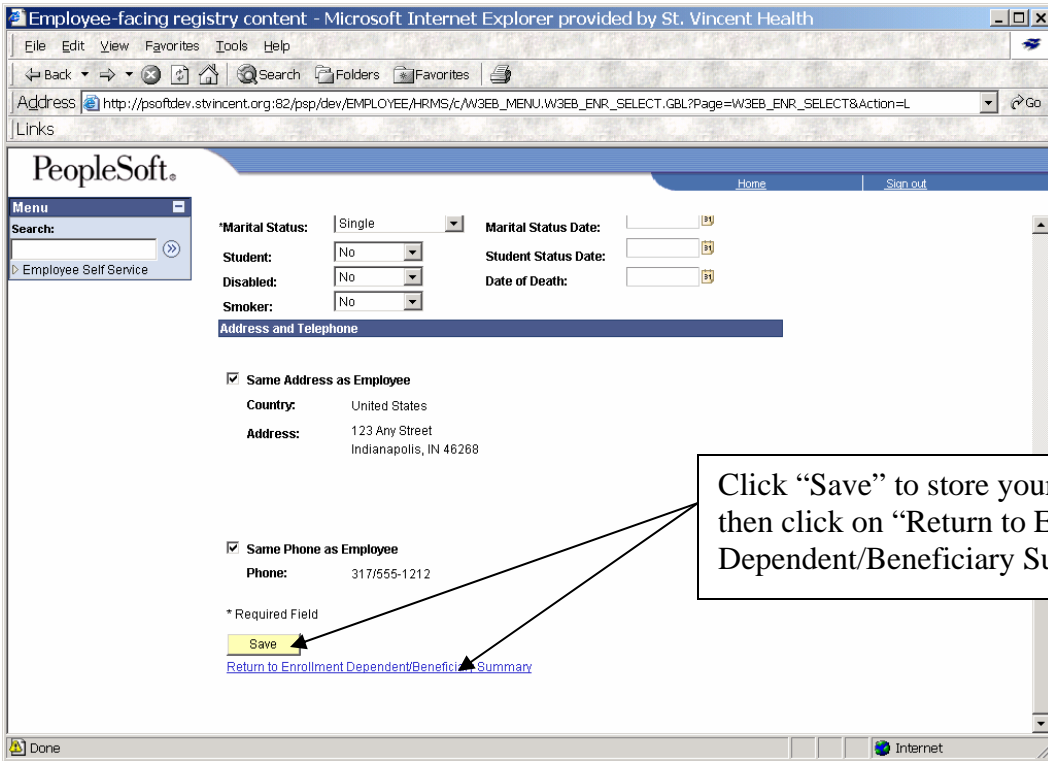 Employee-facing registry content - Microsoft Internet Explorer provided by St. Vincent Health
File Edit View Favorites Tools Help
Back Search Folders Favorites
Address http://psoftdev.stvincent.org:82/psp/dev/EMPLOYEE/HRMS/c/W3EB_MENU.W3EB_ENR_SELECT.GBL?Page=W3EB_ENR_SELECT&Action=L Go
Links
PeopleSoft®
Home Sign out
Menu
Search:
Employee Self Service
*Marital Status: Single Marital Status Date:
Student: No Student Status Date:
Disabled: No Date of Death:
Smoker: No
Address and Telephone
Same Address as Employee
Country: United States
Address: 123 Any Street
Indianapolis, IN 46268
Click “Save” to store your
then click on “Return to E
Dependent/Beneficiary Su
Same Phone as Employee
Phone: 317/555-1212
* Required Field
Save
Return to Enrollment Dependent/Beneficiary Summary
Done Internet